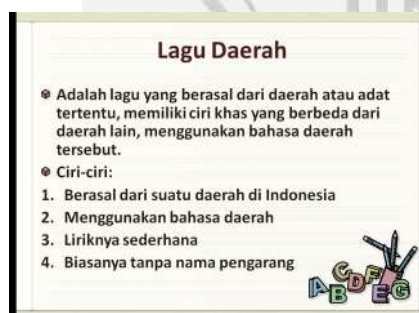 Lagu Daerah
Adalah lagu yang berasal dari daerah atau adat
tertentu, memiliki ciri khas yang berbeda dari
daerah lain, menggunakan bahasa daerah
tersebut.
Ciri-ciri:
1. Berasal dari suatu daerah di Indonesia
2. Menggunakan bahasa daerah
3. Liriknya sederhana
4. Biasanya tanpa nama pengarang
A B C D F E G